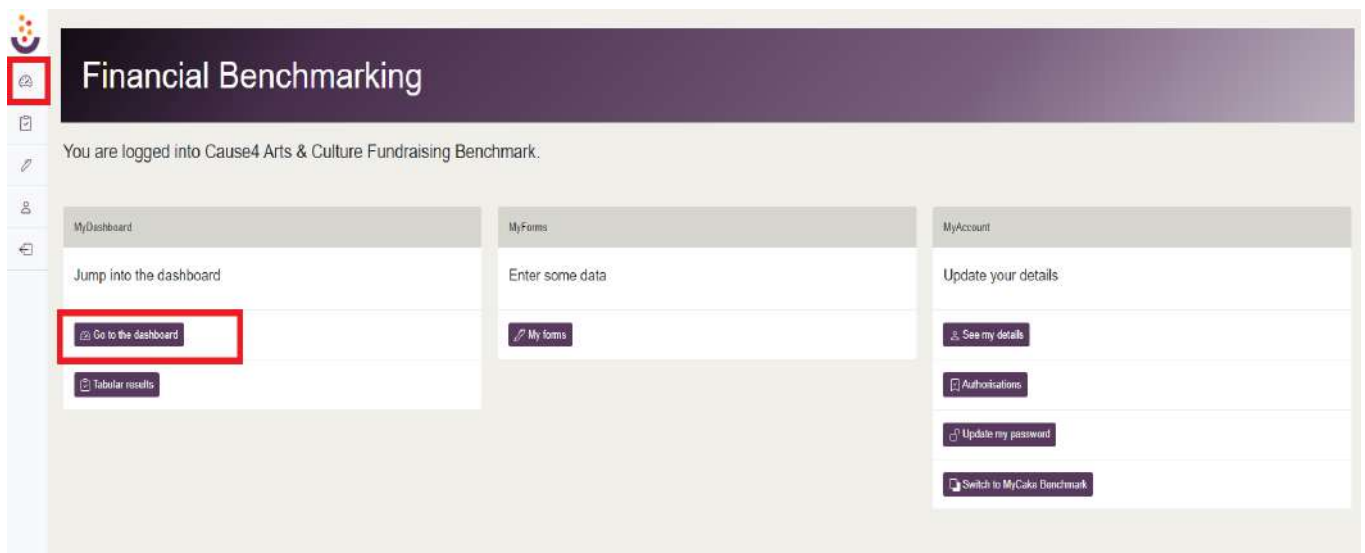 Financial Benchmarking
You are logged into Cause4 Arts & Culture Fundraising Benchmark.
MyDashboard
Jump into the dashboard
Go to the dashboard
Tabular results
MyForms
Enter some data
My forms
MyAccount
Update your details
See my details
Authorisations
Update my password
Switch to MyCake Benchmark